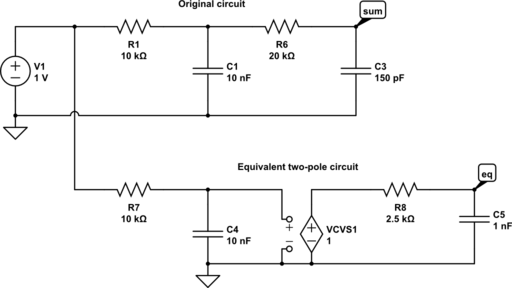 Original circuit
sum
R1
10 kΩ
R6
20 kΩ
V1
1 V
C1
10 nF
C3
150 pF
Equivalent two-pole circuit
eq
R7
10 kΩ
R8
2.5 kΩ
C4
10 nF
VCVS1
1
C5
1 nF